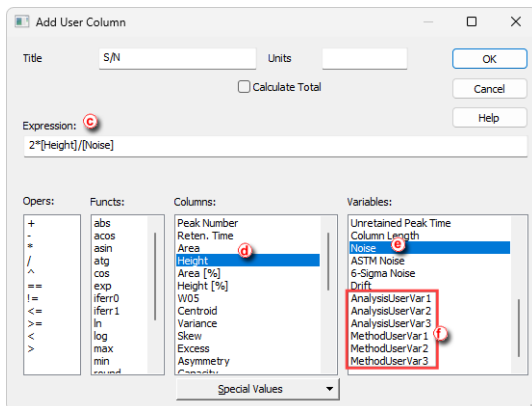 Add User Column
Title
S/N
Units
OK
Calculate Total
Cancel
Help
Expression:
c
2*[Height]/[Noise]
Opers:
+
-
*
/
^
==
!=
<=
>=
<
>
Functs:
abs
acos
asin
atg
cos
exp
iferr0
iferr1
ln
log
max
min
round
Columns:
Peak Number
Reten. Time
Area
d
Height
Area [%]
Height [%]
W05
Centroid
Variance
Skew
Excess
Asymmetry
Capacity
Variables:
Unretained Peak Time
Column Length
Noise
e
ASTM Noise
6-Sigma Noise
Drift
AnalysisUserVar1
AnalysisUserVar2
AnalysisUserVar3
MethodUserVar1
f
MethodUserVar2
MethodUserVar3
Special Values